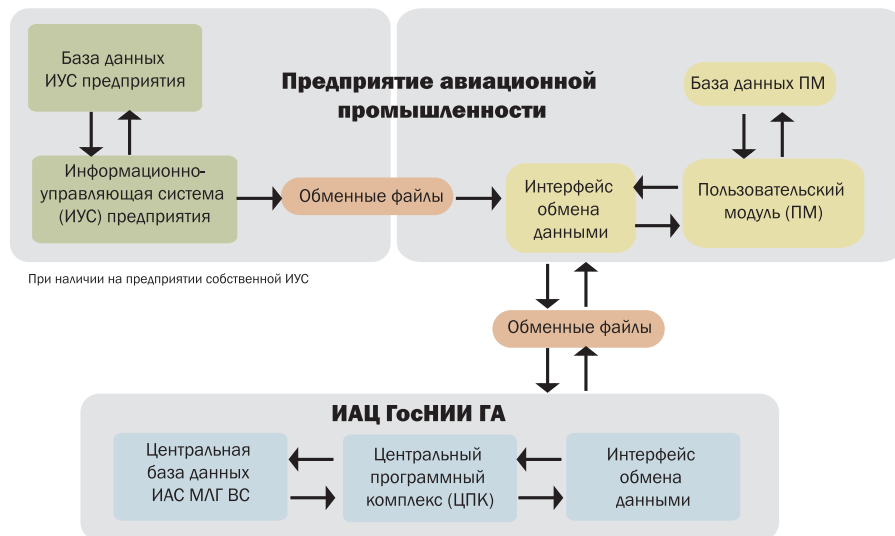 База данных
ИУС предприятия
Предприятие авиационной
промышленности
База данных ПМ
Информационно-
управляющая система
(ИУС) предприятия
Обменные файлы
Интерфейс
обмена
данными
Пользовательский
модуль (ПМ)
При наличии на предприятии собственной ИУС
Обменные файлы
ИАЦ ГосНИИ ГА
Центральная
база данных
ИАС МЛГ ВС
Центральный
программный
комплекс (ЦПК)
Интерфейс
обмена
данными